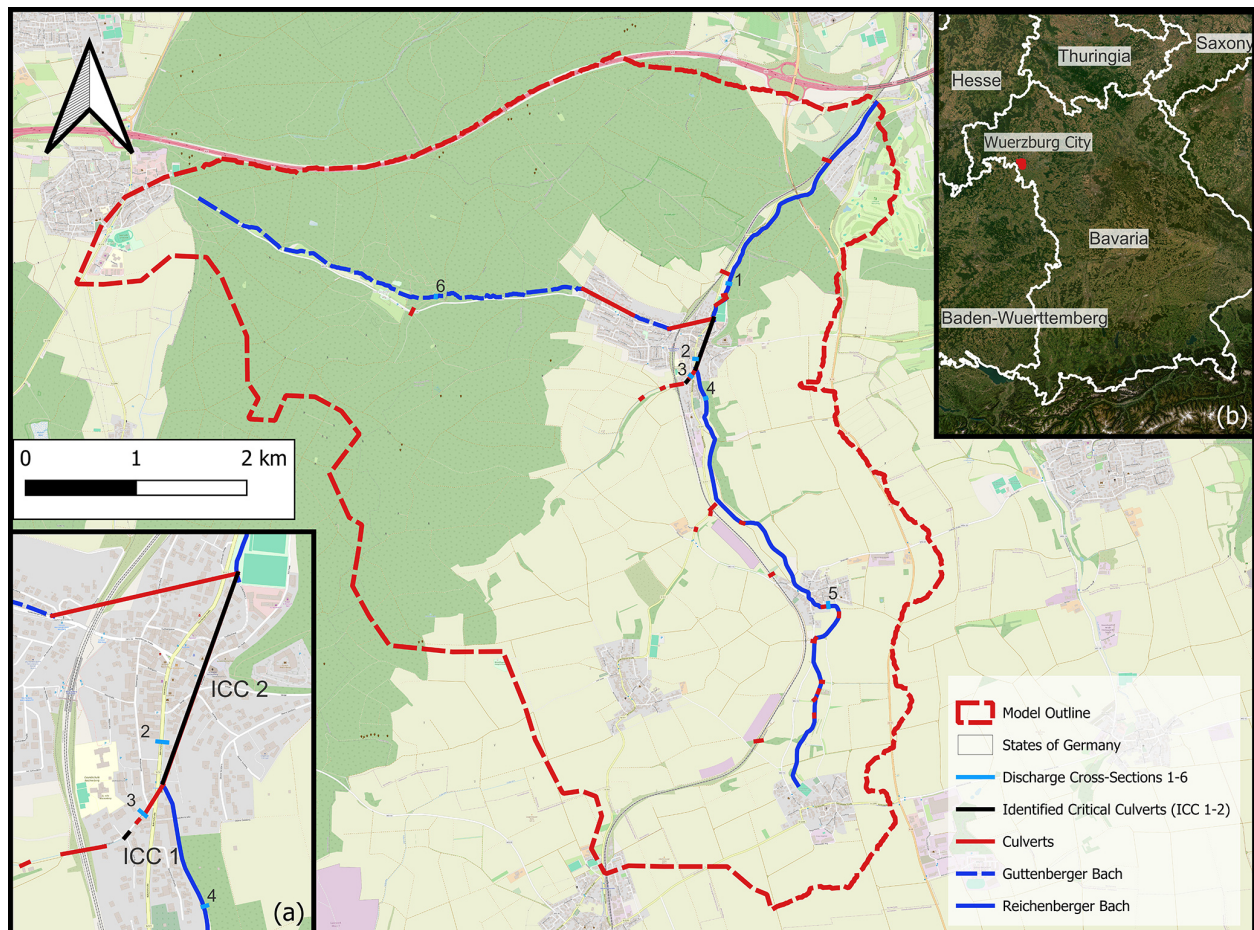 Hesse
Thuringia
Saxony
Wuerzburg City
Bavaria
Baden-Wuerttemberg
(b)
6
1
2
3
4
5
0 1 2 km
ICC 2
2
3
ICC 1
4
(a)
Model Outline
States of Germany
Discharge Cross-Sections 1-6
Identified Critical Culverts (ICC 1-2)
Culverts
Guttenberger Bach
Reichenberger Bach